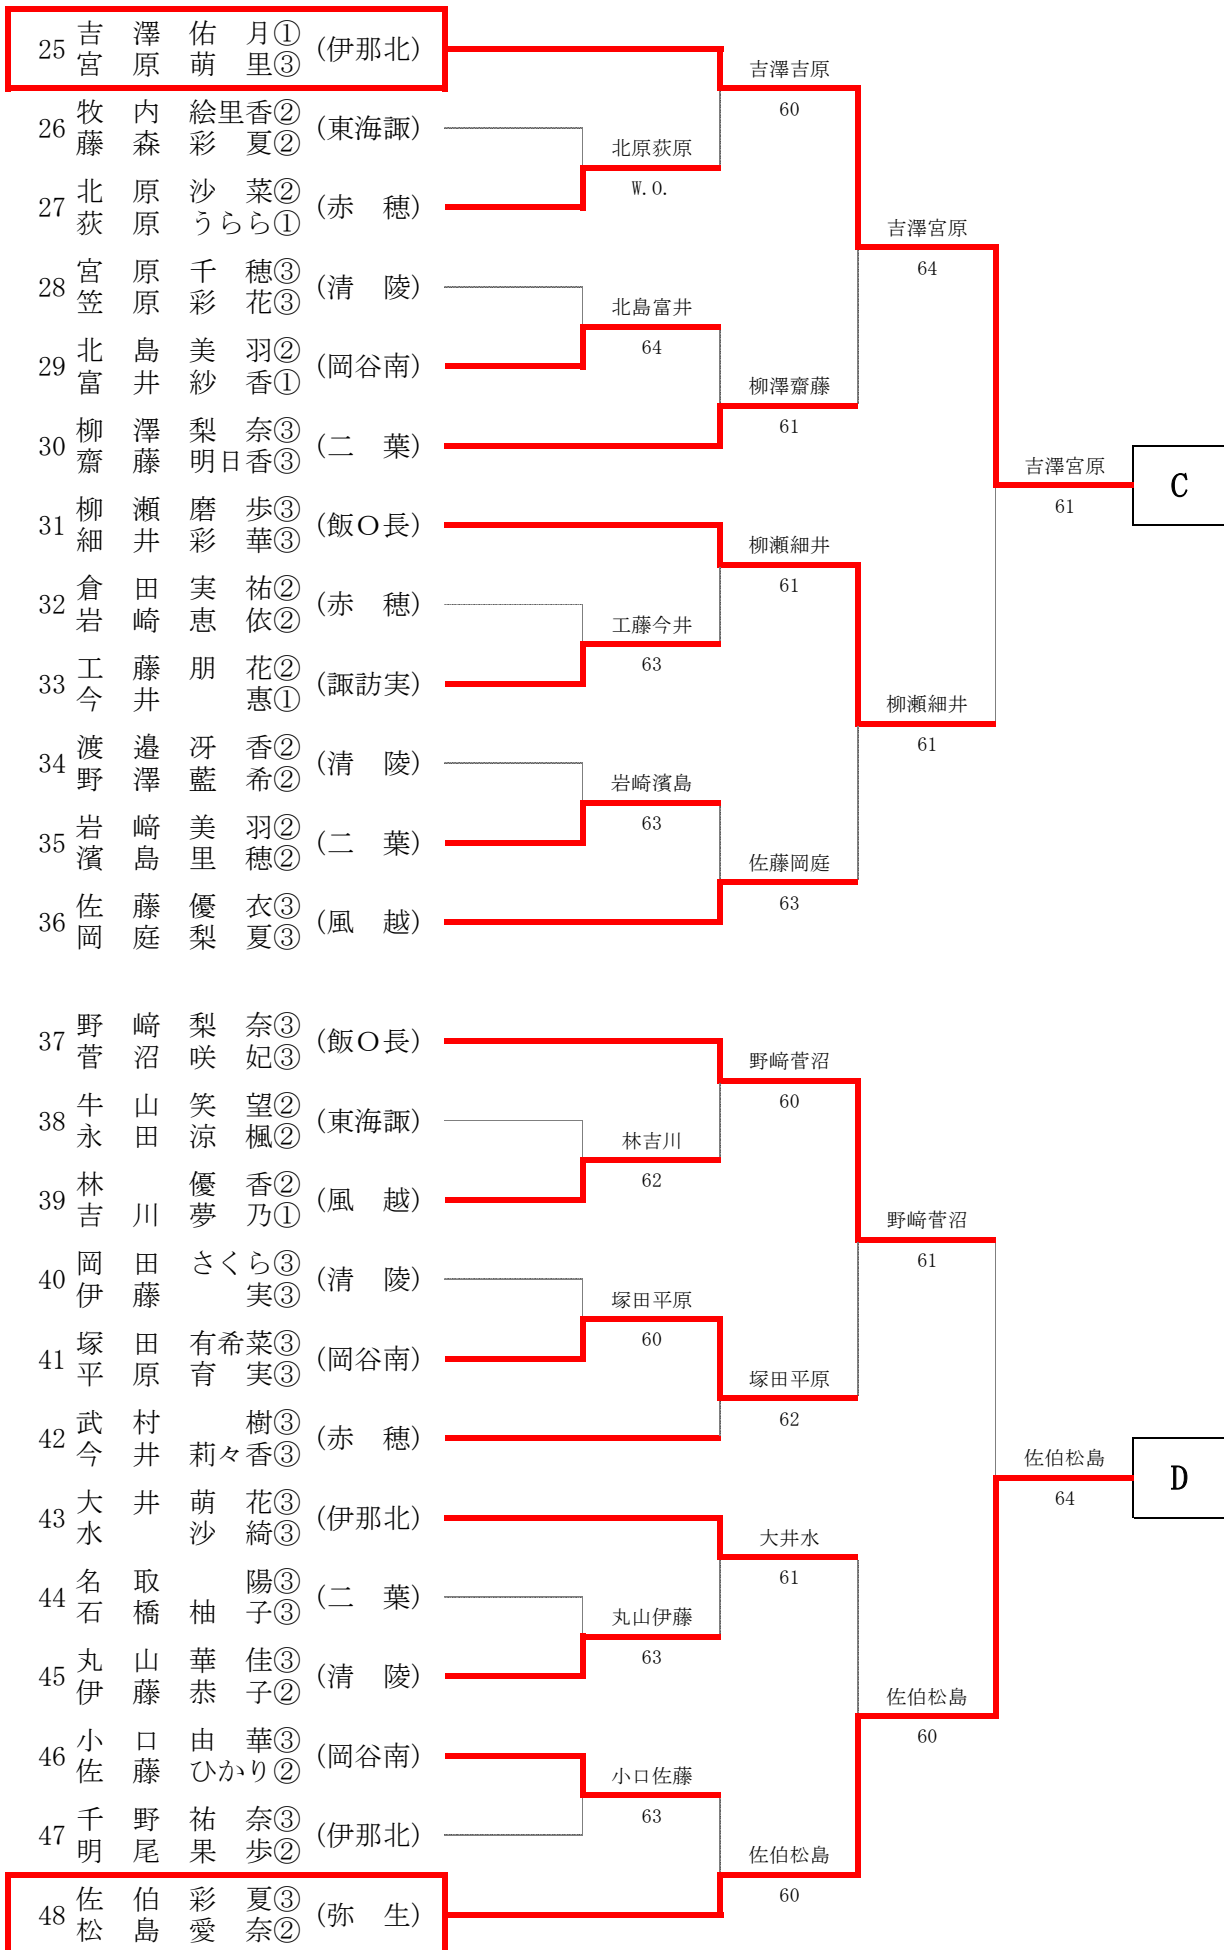 25 吉澤佑月① (伊那北)
宮原萌里③
吉澤吉原
60
26 牧内絵里香② (東海諏)
藤森彩夏②
北原荻原
W.O.
27 北原沙菜② (赤穂)
荻原うらら①
吉澤宮原
64
28 宮原千穂③ (清陵)
笠原彩花③
北島富井
64
29 北島美羽② (岡谷南)
富井紗香①
柳澤齋藤
61
30 柳澤梨奈③ (二葉)
齋藤明日香③
吉澤宮原
61
C
31 柳瀬磨歩③ (飯O長)
細井彩華③
柳瀬細井
61
32 倉田実祐② (赤穂)
岩崎恵依②
工藤今井
63
33 工藤朋花② (諏訪実)
今井惠①
柳瀬細井
61
34 渡邉冴香② (清陵)
野澤藍希②
岩崎濱島
63
35 岩﨑美羽② (二葉)
濱島里穂②
佐藤岡庭
63
36 佐藤優衣③ (風越)
岡庭梨夏③
37 野﨑梨奈③ (飯O長)
菅沼咲妃③
野﨑菅沼
60
38 牛山笑望② (東海諏)
永田涼楓②
林吉川
62
39 林優香② (風越)
吉川夢乃①
野﨑菅沼
61
40 岡田さくら③ (清陵)
伊藤実③
塚田平原
60
41 塚田有希菜③ (岡谷南)
平原育実③
塚田平原
62
42 武村樹③ (赤穂)
今井莉々香③
佐伯松島
64
D
43 大井萌花③ (伊那北)
水沙綺③
大井水
61
44 名取陽③ (二葉)
石橋柚子③
丸山伊藤
63
45 丸山華佳③ (清陵)
伊藤恭子②
佐伯松島
60
46 小口由華③ (岡谷南)
佐藤ひかり②
小口佐藤
63
47 千野祐奈③ (伊那北)
明尾果歩②
佐伯松島
60
48 佐伯彩夏③ (弥生)
松島愛奈②